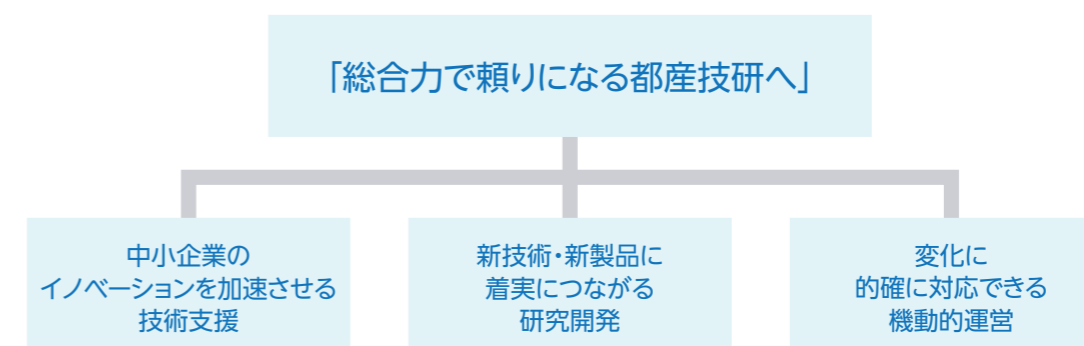 「総合力で頼りになる都産技研へ」
中小企業の
イノベーションを加速させる
技術支援
新技術・新製品に
着実につながる
研究開発
変化に
的確に対応できる
機動的運営